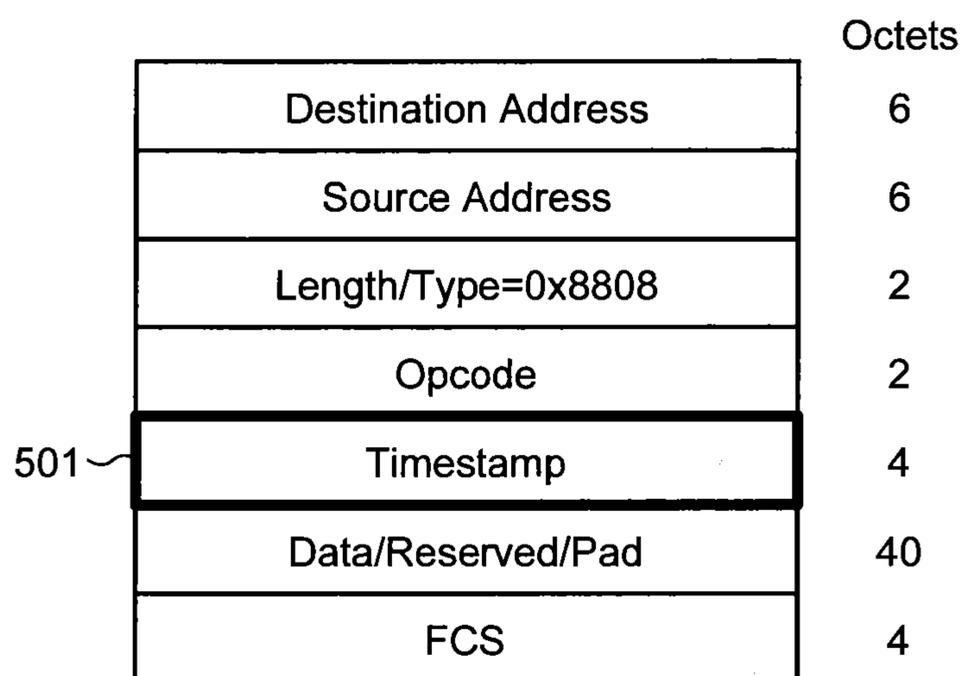 Octets
Destination Address 6
Source Address 6
Length/Type=0x8808 2
Opcode 2
501 Timestamp 4
Data/Reserved/Pad 40
FCS 4